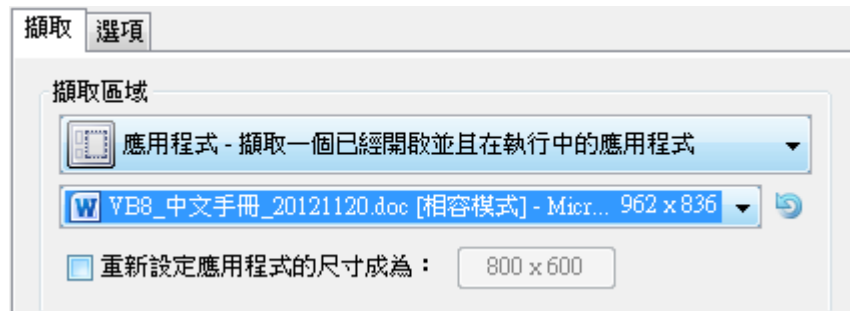 擷取 選項
擷取區域
應用程式 - 擷取一個已經開啟並且在執行中的應用程式
VB8_中文手冊_20121120.doc [相容模式] - Micr... 962 x 836
重新設定應用程式的尺寸成為： 800 x 600